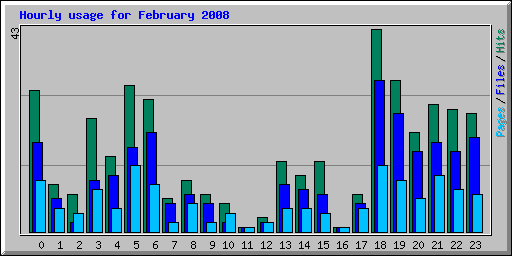 Hourly usage for February 2008
43
Pages / Files / Hits
0 1 2 3 4 5 6 7 8 9 10 11 12 13 14 15 16 17 18 19 20 21 22 23